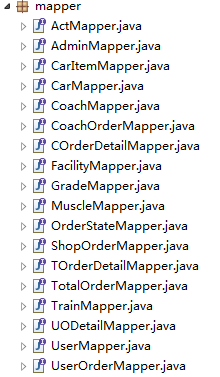 mapper
ActMapper.java
AdminMapper.java
CarItemMapper.java
CarMapper.java
CoachMapper.java
CoachOrderMapper.java
COrderDetailMapper.java
FacilityMapper.java
GradeMapper.java
MuscleMapper.java
OrderStateMapper.java
ShopOrderMapper.java
TOrderDetailMapper.java
TotalOrderMapper.java
TrainMapper.java
UODetailMapper.java
UserMapper.java
UserOrderMapper.java